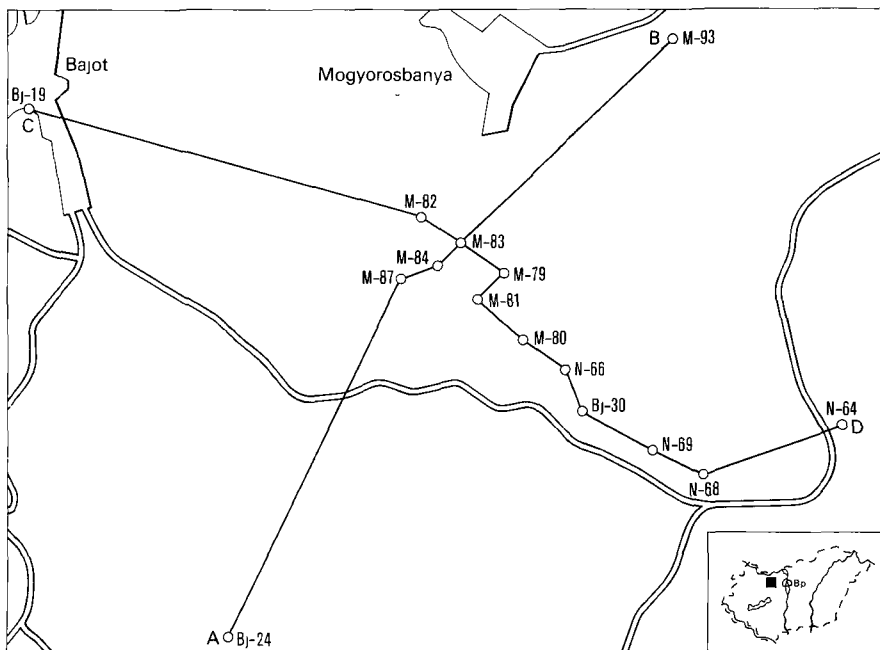 B M-93
Bajot
Mogyorosbanya
Bj-19
C
M-82
M-83
M-84
M-87
M-79
M-81
M-80
N-66
Bj-30
N-64
D
N-69
N-68
Bp
A Bj-24